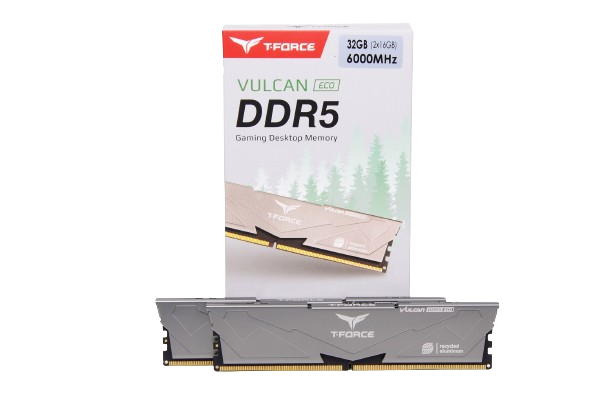 T-FORCE
32GB (2x16GB)
6000MHz
VULCAN ECO
DDR5
Gaming Desktop Memory
T-FORCE
VULCAN
T-FORCE
recycled
aluminum